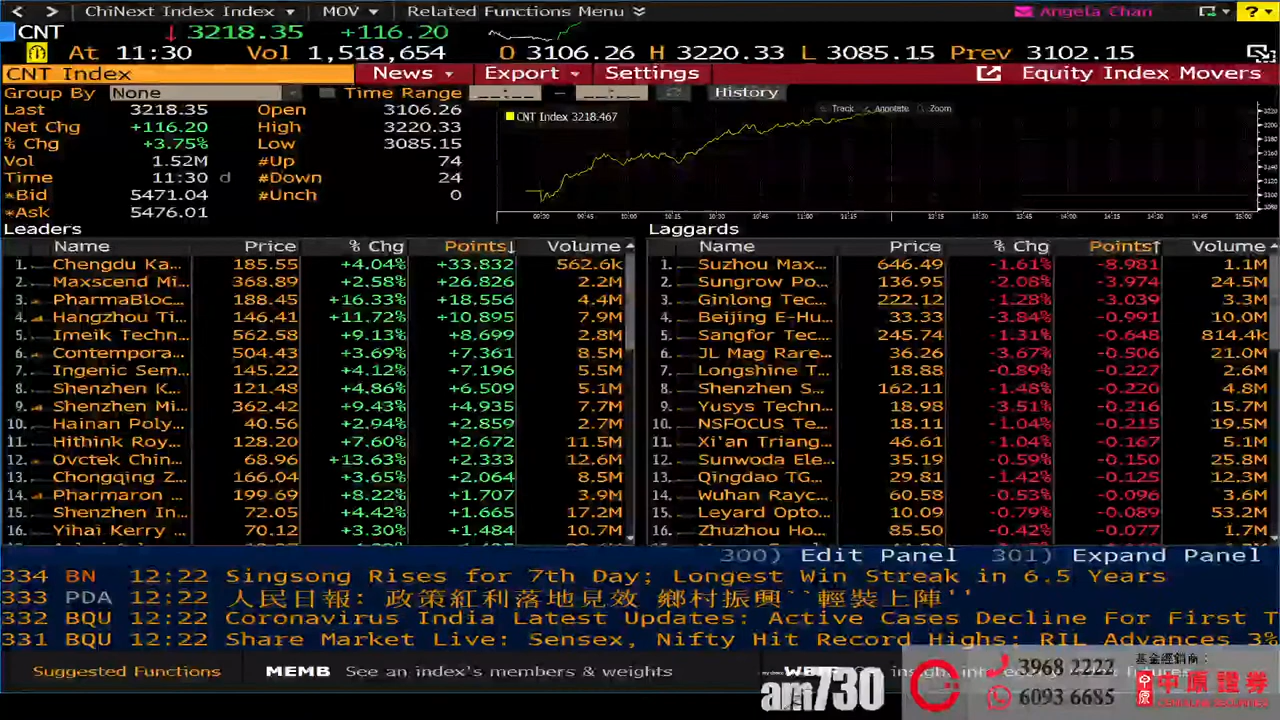 < > ChiNext Index Index ▾ MOV ▾ Related Functions Menu Angela Chan ?
CNT ↓ 3218.35 +116.20
At 11:30 Vol 1,518,654 O 3106.26 H 3220.33 L 3085.15 Prev 3102.15
CNT Index News Export Settings Equity Index Movers
Group By None Time Range --:-- – --:-- History
Last 3218.35 Open 3106.26
Net Chg +116.20 High 3220.33
% Chg +3.75% Low 3085.15
Vol 1.52M #Up 74
Time 11:30 d #Down 24
*Bid 5471.04 #Unch 0
*Ask 5476.01
Track Annotate Zoom
CNT Index 3218.467
Leaders Laggards
Name Price % Chg Points↓ Volume Name Price % Chg Points↑ Volume
1. Chengdu Ka... 185.55 +4.04% +33.832 562.6k 1. Suzhou Max... 646.49 -1.61% -8.981 1.1M
2. Maxscend Mi... 368.89 +2.58% +26.826 2.2M 2. Sungrow Po... 136.95 -2.08% -3.974 24.5M
3. PharmaBloc... 188.45 +16.33% +18.556 4.4M 3. Ginlong Tec... 222.12 -1.28% -3.039 3.3M
4. Hangzhou Ti... 146.41 +11.72% +10.895 7.9M 4. Beijing E-Hu... 33.33 -3.84% -0.991 10.0M
5. Imeik Techn... 562.58 +9.13% +8.699 2.8M 5. Sangfor Tec... 245.74 -1.31% -0.648 814.4k
6. Contempora... 504.43 +3.69% +7.361 8.5M 6. JL Mag Rare... 36.26 -3.67% -0.506 21.0M
7. Ingenic Sem... 145.22 +4.12% +7.196 5.5M 7. Longshine T... 18.88 -0.89% -0.227 2.6M
8. Shenzhen K... 121.48 +4.86% +6.509 5.1M 8. Shenzhen S... 162.11 -1.48% -0.220 4.8M
9. Shenzhen Mi... 362.42 +9.43% +4.935 7.7M 9. Yusys Techn... 18.98 -3.51% -0.216 15.7M
10. Hainan Poly... 40.56 +2.94% +2.859 2.7M 10. NSFOCUS Te... 18.11 -1.04% -0.215 19.5M
11. Hithink Roy... 128.20 +7.60% +2.672 11.5M 11. Xi'an Triang... 46.61 -1.04% -0.167 5.1M
12. Ovctek Chin... 68.96 +13.63% +2.333 12.6M 12. Sunwoda Ele... 35.19 -0.59% -0.150 25.8M
13. Chongqing Z... 166.04 +3.65% +2.064 8.5M 13. Qingdao TG... 29.81 -1.42% -0.125 12.3M
14. Pharmaron ... 199.69 +8.22% +1.707 3.9M 14. Wuhan Rayc... 60.58 -0.53% -0.096 3.6M
15. Shenzhen In... 72.05 +4.42% +1.665 17.2M 15. Leyard Opto... 10.09 -0.79% -0.089 53.2M
16. Yihai Kerry ... 70.12 +3.30% +1.484 10.7M 16. Zhuzhou Ho... 85.50 -0.42% -0.077 1.7M
300) Edit Panel 301) Expand Panel
334 BN 12:22 Singsong Rises for 7th Day; Longest Win Streak in 6.5 Years
333 PDA 12:22 人民日報: 政策紅利落地見效 鄉村振興``輕裝上陣''
332 BQU 12:22 Coronavirus India Latest Updates: Active Cases Decline For First T
331 BQU 12:22 Share Market Live: Sensex, Nifty Hit Record Highs; RIL Advances 3%
Suggested Functions MEMB See an index's members & weights
am730 3968 2222 6093 6685 基金經銷商: 中原證券